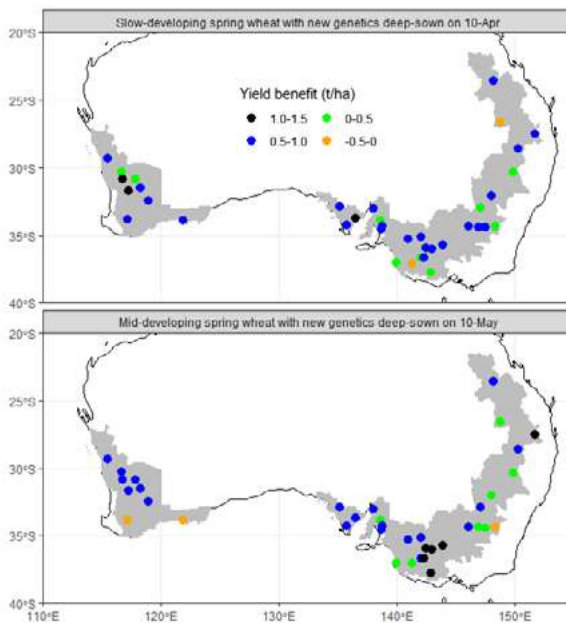 Slow-developing spring wheat with new genetics deep-sown on 10-Apr
20°S
25°S
30°S
35°S
40°S
Yield benefit (t/ha)
1.0-1.5 0-0.5
0.5-1.0 -0.5-0
Mid-developing spring wheat with new genetics deep-sown on 10-May
20°S
25°S
30°S
35°S
40°S
110°E 120°E 130°E 140°E 150°E